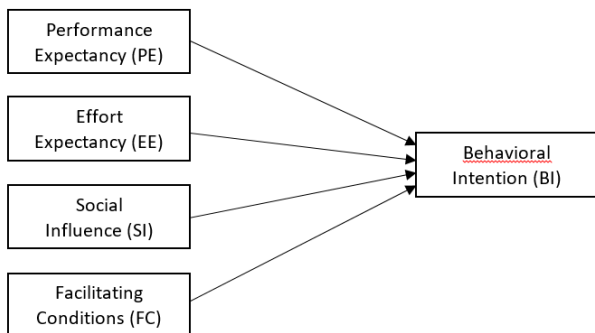 Performance
Expectancy (PE)
Effort
Expectancy (EE)
Social
Influence (SI)
Facilitating
Conditions (FC)
Behavioral
Intention (BI)